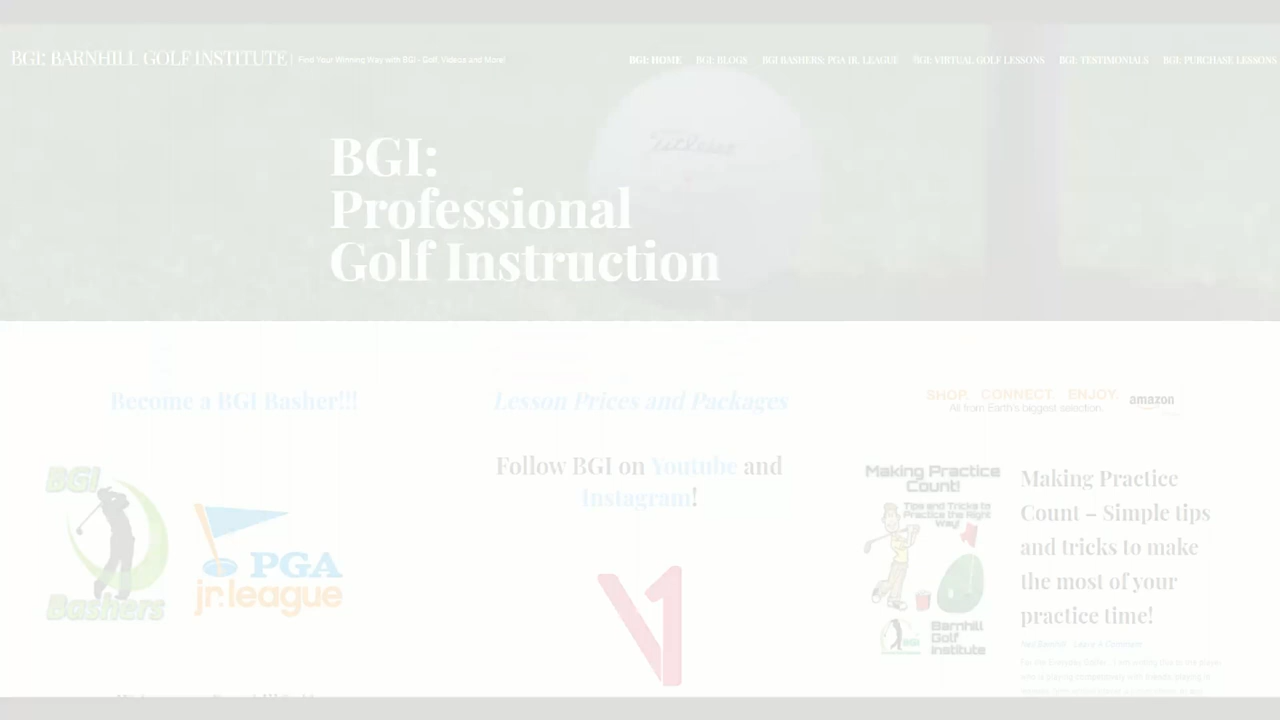 BGI: BARNHILL GOLF INSTITUTE | Find Your Winning Way with BGI - Golf, Videos and More!
BGI: HOME BGI: BLOGS BGI BASHERS: PGA JR. LEAGUE BGI: VIRTUAL GOLF LESSONS BGI: TESTIMONIALS BGI: PURCHASE LESSONS
Titleist
BGI:
Professional
Golf Instruction
Become a BGI Basher!!!
BGI
Bashers
PGA
jr.league
Lesson Prices and Packages
Follow BGI on Youtube and
Instagram!
V1
SHOP. CONNECT. ENJOY.
All from Earth's biggest selection.
amazon
Making Practice
Count!
Tips and Tricks to
Practice the Right
Way!
Barnhill
Golf
Institute
Making Practice
Count – Simple tips
and tricks to make
the most of your
practice time!